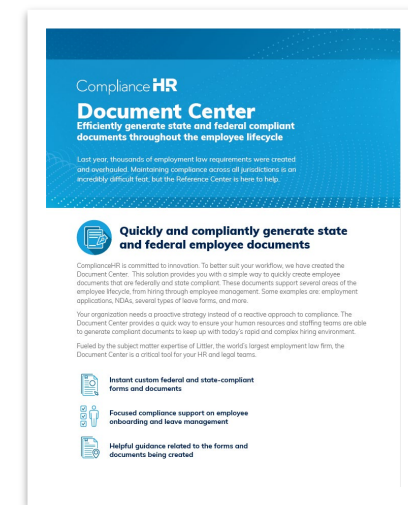 ComplianceHR
Document Center
Efficiently generate state and federal compliant
documents throughout the employee lifecycle
Last year, thousands of employment law requirements were created
and overhauled. Maintaining compliance across all jurisdictions is an
incredibly difficult feat, but the Reference Center is here to help.
Quickly and compliantly generate state
and federal employee documents
ComplianceHR is committed to innovation. To better suit your workflow, we have created the
Document Center. This solution provides you with a simple way to quickly create employee
documents that are federally and state compliant. These documents support several areas of the
employee lifecycle, from hiring through employee management. Some examples are: employment
applications, NDAs, several types of leave forms, and more.
Your organization needs a proactive strategy instead of a reactive approach to compliance. The
Document Center provides a quick way to ensure your human resources and staffing teams are able
to generate compliant documents to keep up with today's rapid and complex hiring environment.
Fueled by the subject matter expertise of Littler, the world's largest employment law firm, the
Document Center is a critical tool for your HR and legal teams.
Instant custom federal and state-compliant
forms and documents
Focused compliance support on employee
onboarding and leave management
Helpful guidance related to the forms and
documents being created